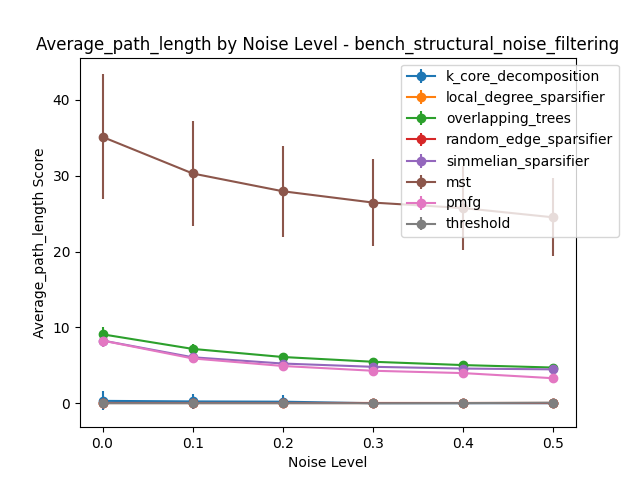 Average_path_length by Noise Level - bench_structural_noise_filtering
Average_path_length Score
40
30
20
10
0
k_core_decomposition
local_degree_sparsifier
overlapping_trees
random_edge_sparsifier
simmelian_sparsifier
mst
pmfg
threshold
0.0
0.1
0.2
0.3
0.4
0.5
Noise Level